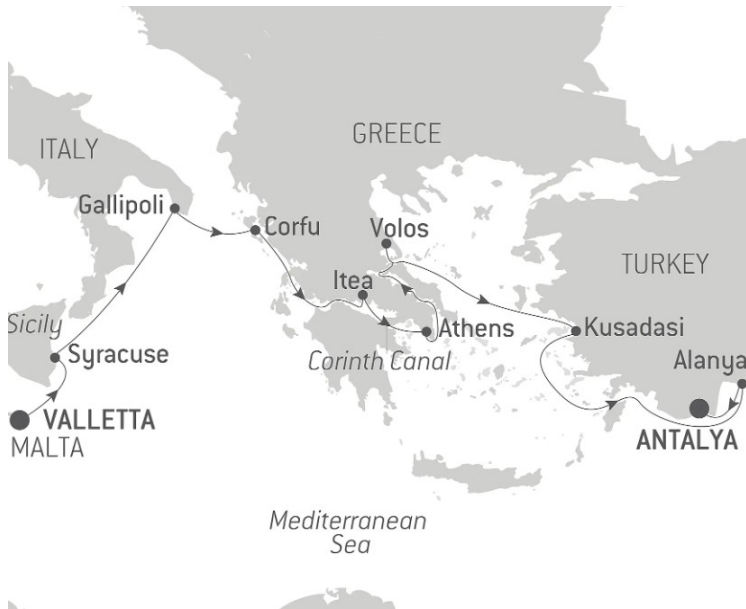 GREECE
ITALY
Gallipoli
Corfu
Volos
TURKEY
Itea
Sicily
Syracuse
Athens
Kusadasi
Corinth Canal
Alanya
VALLETTA
MALTA
ANTALYA
Mediterranean
Sea